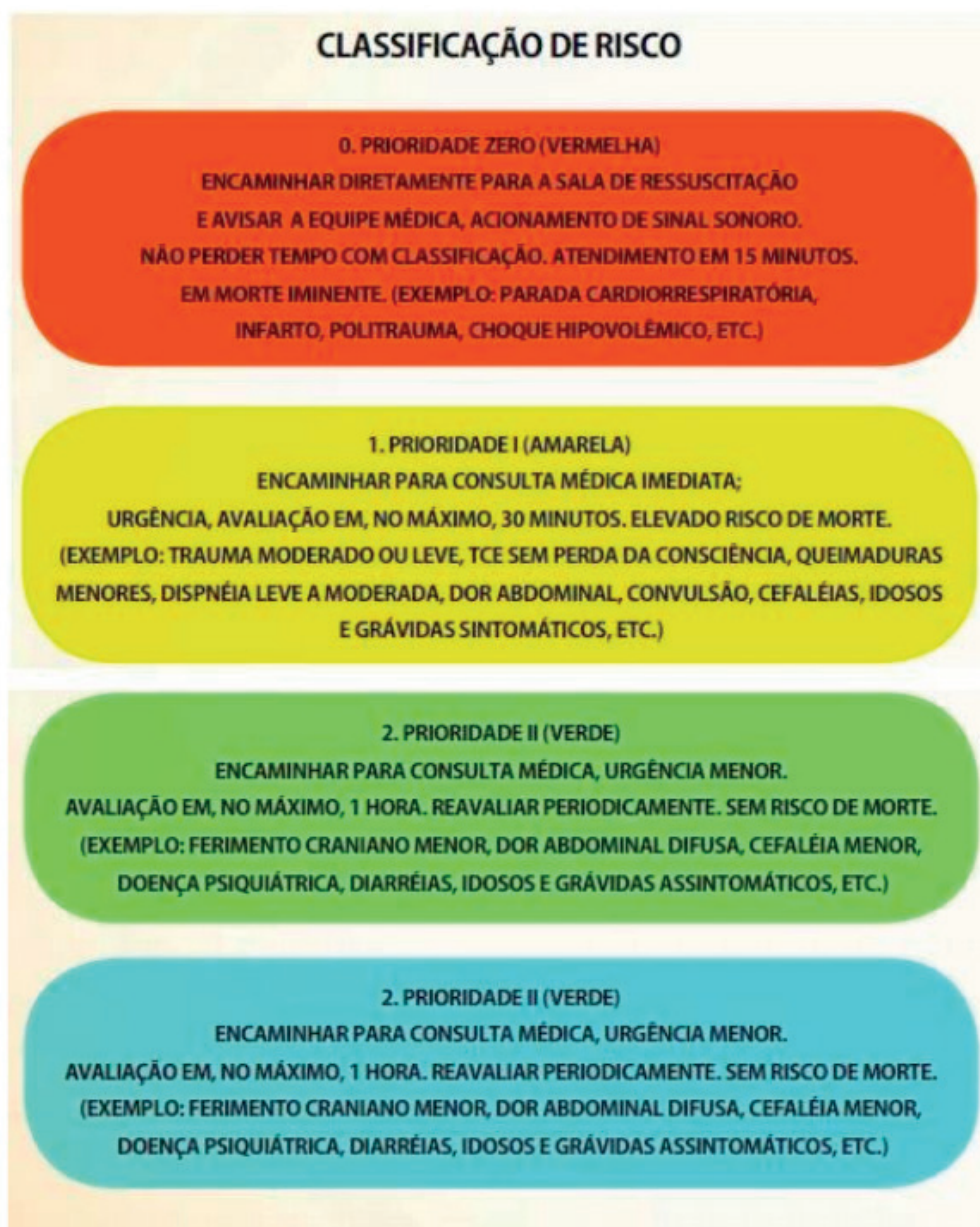 CLASSIFICAÇÃO DE RISCO
0. PRIORIDADE ZERO (VERMELHA)
ENCAMINHAR DIRETAMENTE PARA A SALA DE RESSUSCITAÇÃO
E AVISAR A EQUIPE MÉDICA, ACIONAMENTO DE SINAL SONORO.
NÃO PERDER TEMPO COM CLASSIFICAÇÃO. ATENDIMENTO EM 15 MINUTOS.
EM MORTE IMINENTE. (EXEMPLO: PARADA CARDIORRESPIRATÓRIA,
INFARTO, POLITRAUMA, CHOQUE HIPOVOLÊMICO, ETC.)
1. PRIORIDADE I (AMARELA)
ENCAMINHAR PARA CONSULTA MÉDICA IMEDIATA;
URGÊNCIA, AVALIAÇÃO EM, NO MÁXIMO, 30 MINUTOS. ELEVADO RISCO DE MORTE.
(EXEMPLO: TRAUMA MODERADO OU LEVE, TCE SEM PERDA DA CONSCIÊNCIA, QUEIMADURAS
MENORES, DISPNÉIA LEVE A MODERADA, DOR ABDOMINAL, CONVULSÃO, CEFALÉIAS, IDOSOS
E GRÁVIDAS SINTOMÁTICOS, ETC.)
2. PRIORIDADE II (VERDE)
ENCAMINHAR PARA CONSULTA MÉDICA, URGÊNCIA MENOR.
AVALIAÇÃO EM, NO MÁXIMO, 1 HORA. REAVALIAR PERIODICAMENTE. SEM RISCO DE MORTE.
(EXEMPLO: FERIMENTO CRANIANO MENOR, DOR ABDOMINAL DIFUSA, CEFALÉIA MENOR,
DOENÇA PSIQUIÁTRICA, DIARRÉIAS, IDOSOS E GRÁVIDAS ASSINTOMÁTICOS, ETC.)
2. PRIORIDADE II (VERDE)
ENCAMINHAR PARA CONSULTA MÉDICA, URGÊNCIA MENOR.
AVALIAÇÃO EM, NO MÁXIMO, 1 HORA. REAVALIAR PERIODICAMENTE. SEM RISCO DE MORTE.
(EXEMPLO: FERIMENTO CRANIANO MENOR, DOR ABDOMINAL DIFUSA, CEFALÉIA MENOR,
DOENÇA PSIQUIÁTRICA, DIARRÉIAS, IDOSOS E GRÁVIDAS ASSINTOMÁTICOS, ETC.)